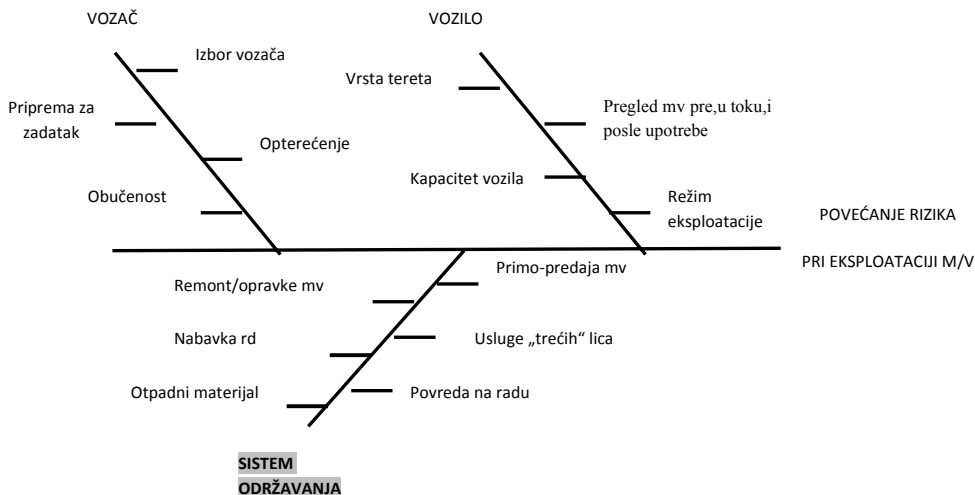 VOZAČ
VOZILO
Izbor vozača
Vrsta tereta
Priprema za
zadatak
Pregled mv pre,u toku,i
posle upotrebe
Opterećenje
Kapacitet vozila
Obučenost
Režim
eksploatacije
POVEĆANJE RIZIKA
PRI EKSPLOATACIJI M/V
Primo-predaja mv
Remont/opravke mv
Nabavka rd
Usluge „trećih“ lica
Otpadni materijal
Povreda na radu
SISTEM
ODRŽAVANJA